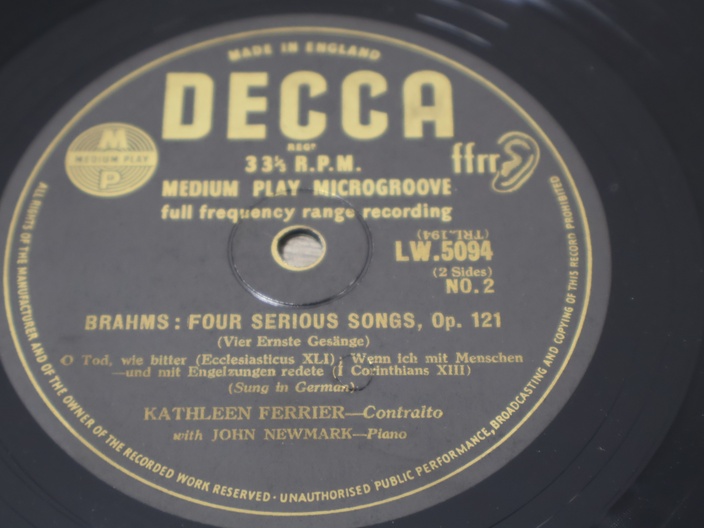 MADE IN ENGLAND
DECCA
REGD
33⅓ R.P.M.
M
MEDIUM PLAY
P
ffrr
MEDIUM PLAY MICROGROOVE
full frequency range recording
(TRL.194)
LW.5094
(2 Sides)
NO. 2
BRAHMS : FOUR SERIOUS SONGS, Op. 121
(Vier Ernste Gesänge)
O Tod, wie bitter (Ecclesiasticus XLI) ; Wenn ich mit Menschen
—und mit Engelzungen redete (I Corinthians XIII)
(Sung in German)
KATHLEEN FERRIER—Contralto
with JOHN NEWMARK—Piano
ALL RIGHTS OF THE MANUFACTURER AND OF THE OWNER OF THE RECORDED WORK RESERVED · UNAUTHORISED PUBLIC PERFORMANCE, BROADCASTING AND COPYING OF THIS RECORD PROHIBITED